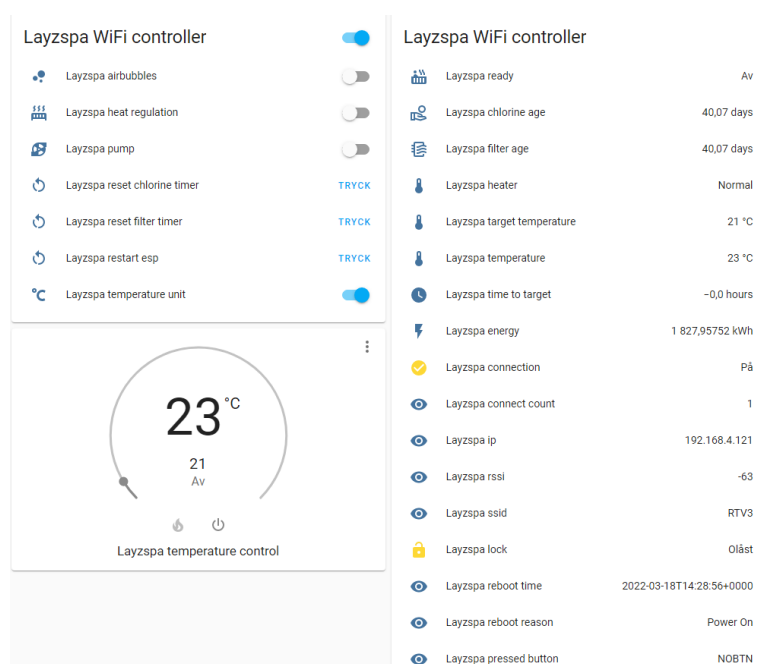 Layzspa WiFi controller
Layzspa airbubbles
Layzspa heat regulation
Layzspa pump
Layzspa reset chlorine timer TRYCK
Layzspa reset filter timer TRYCK
Layzspa restart esp TRYCK
°C Layzspa temperature unit
23 °C
21
Av
Layzspa temperature control
Layzspa WiFi controller
Layzspa ready Av
Layzspa chlorine age 40,07 days
Layzspa filter age 40,07 days
Layzspa heater Normal
Layzspa target temperature 21 °C
Layzspa temperature 23 °C
Layzspa time to target −0,0 hours
Layzspa energy 1 827,95752 kWh
Layzspa connection På
Layzspa connect count 1
Layzspa ip 192.168.4.121
Layzspa rssi -63
Layzspa ssid RTV3
Layzspa lock Olåst
Layzspa reboot time 2022-03-18T14:28:56+0000
Layzspa reboot reason Power On
Layzspa pressed button NOBTN